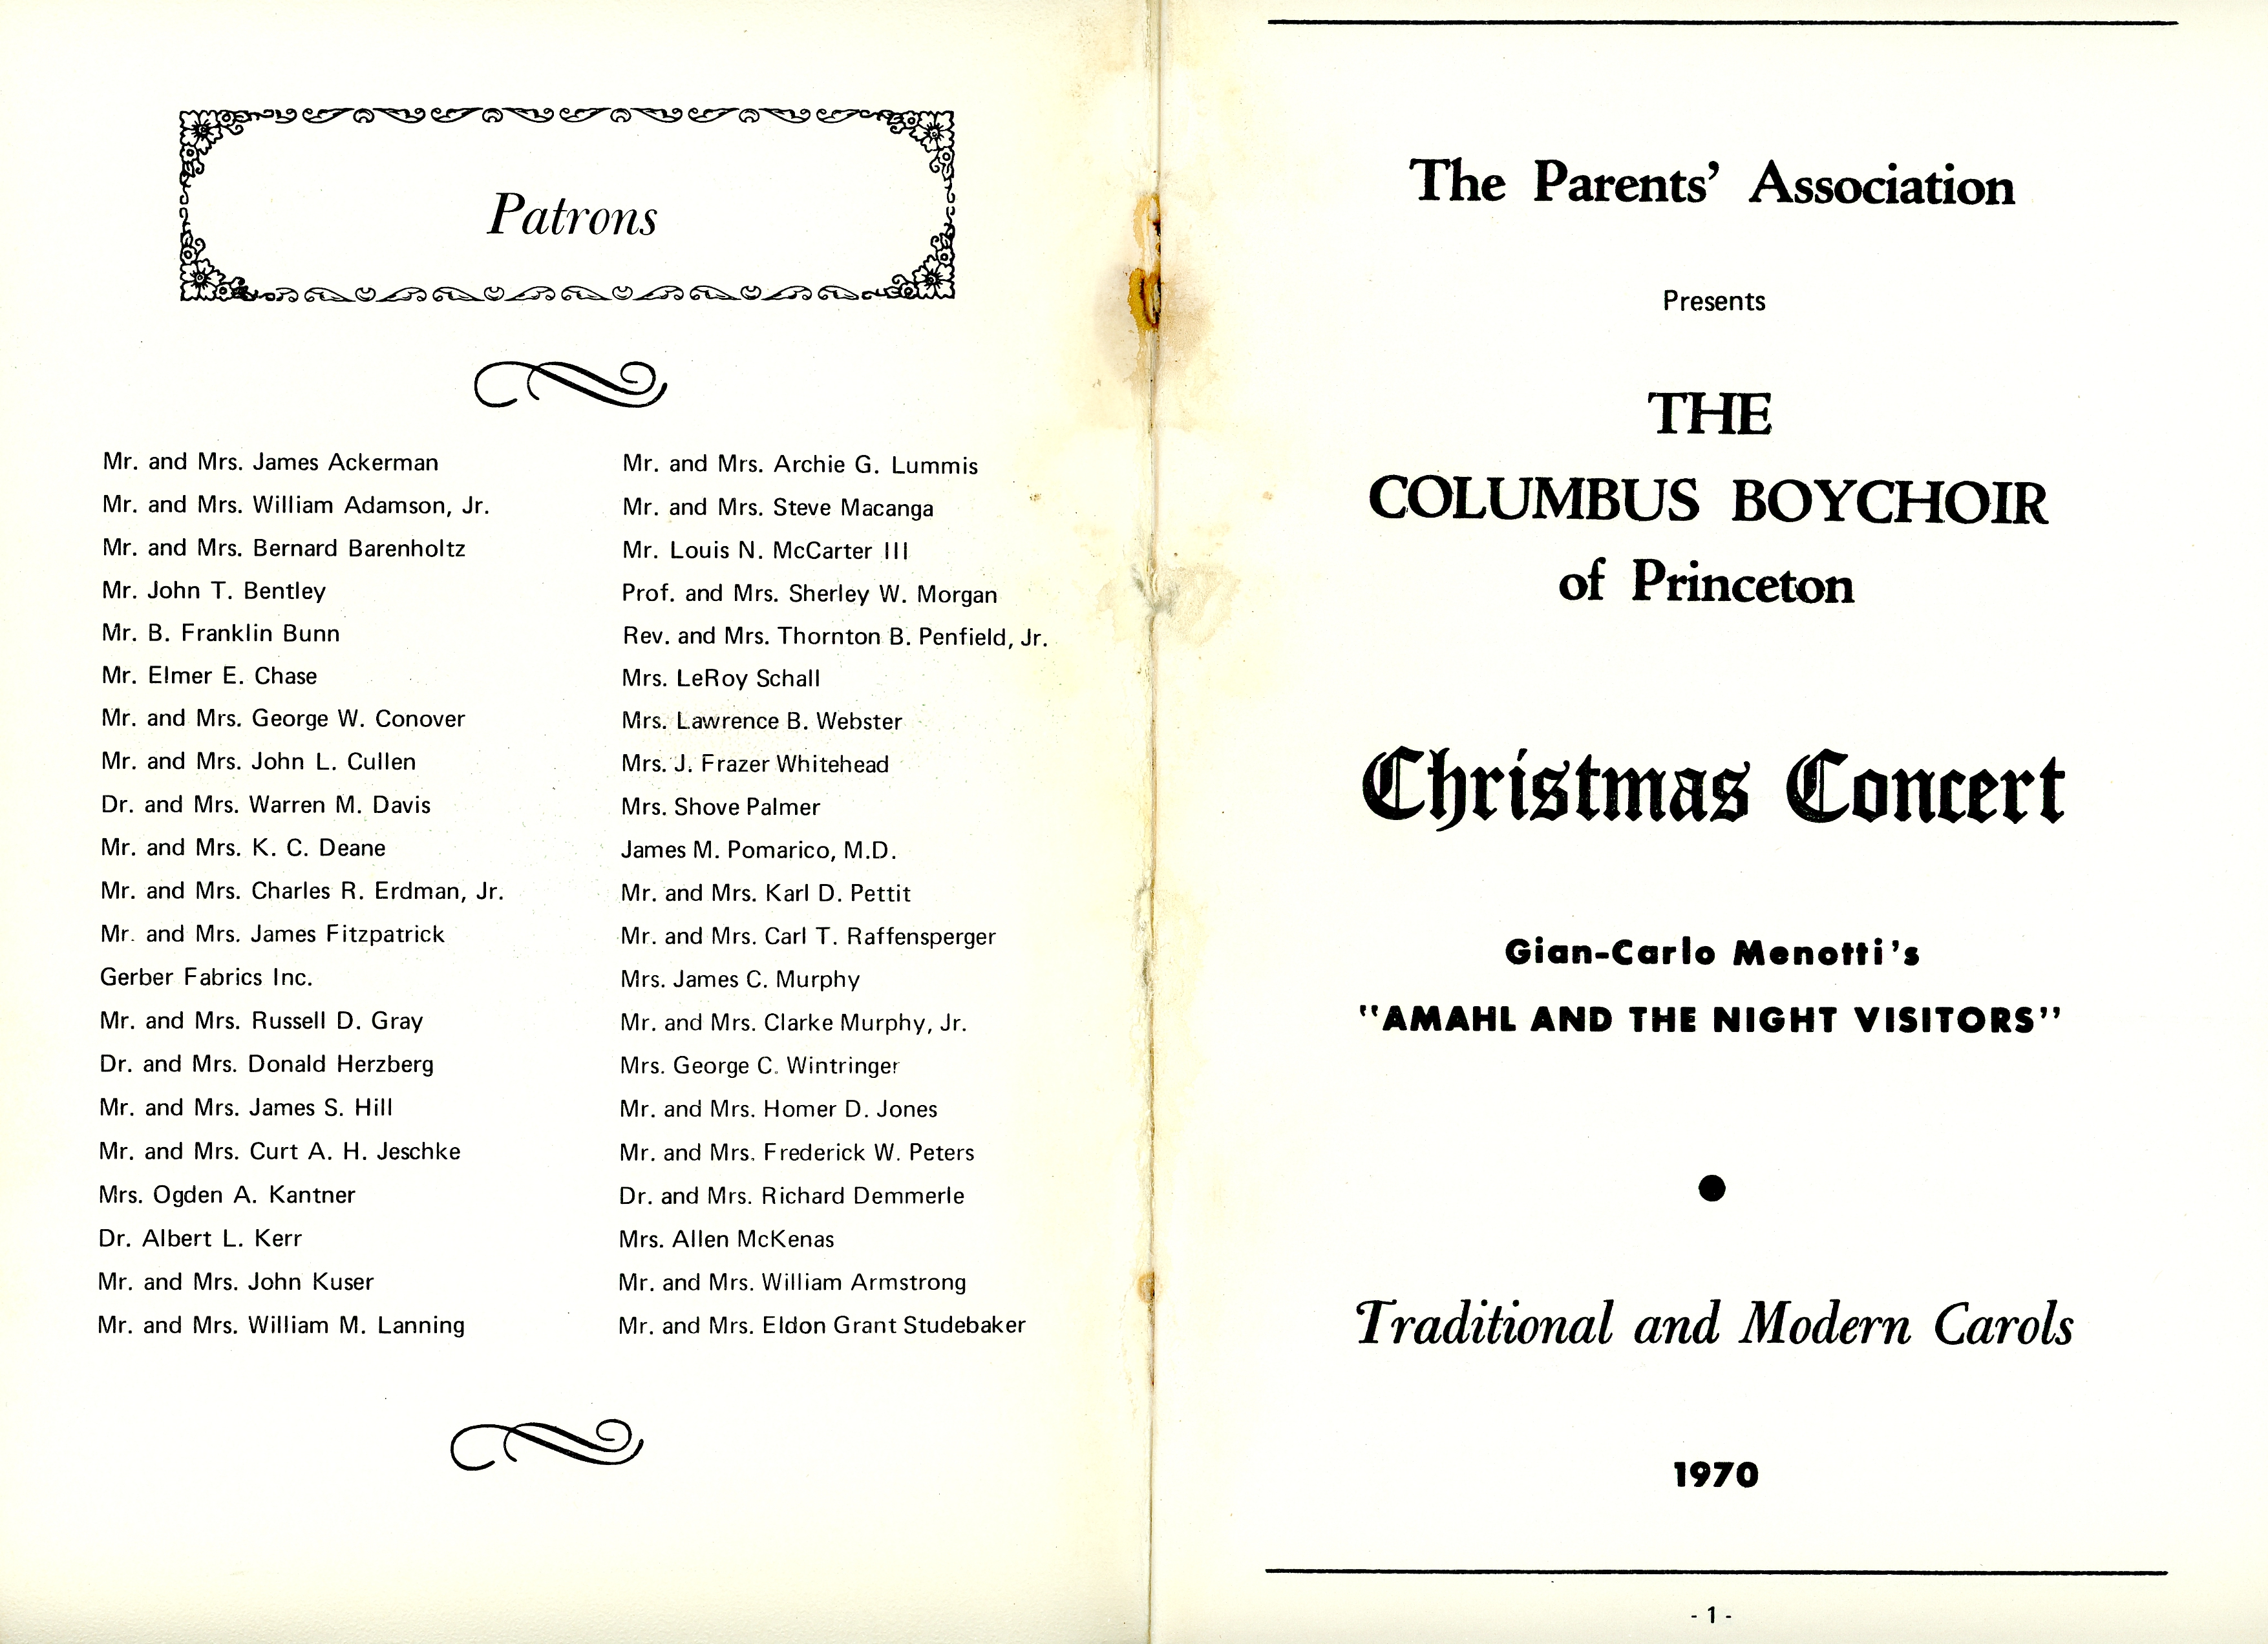 Patrons
Mr. and Mrs. James Ackerman
Mr. and Mrs. William Adamson, Jr.
Mr. and Mrs. Bernard Barenholtz
Mr. John T. Bentley
Mr. B. Franklin Bunn
Mr. Elmer E. Chase
Mr. and Mrs. George W. Conover
Mr. and Mrs. John L. Cullen
Dr. and Mrs. Warren M. Davis
Mr. and Mrs. K. C. Deane
Mr. and Mrs. Charles R. Erdman, Jr.
Mr. and Mrs. James Fitzpatrick
Gerber Fabrics Inc.
Mr. and Mrs. Russell D. Gray
Dr. and Mrs. Donald Herzberg
Mr. and Mrs. James S. Hill
Mr. and Mrs. Curt A. H. Jeschke
Mrs. Ogden A. Kantner
Dr. Albert L. Kerr
Mr. and Mrs. John Kuser
Mr. and Mrs. William M. Lanning
Mr. and Mrs. Archie G. Lummis
Mr. and Mrs. Steve Macanga
Mr. Louis N. McCarter III
Prof. and Mrs. Sherley W. Morgan
Rev. and Mrs. Thornton B. Penfield, Jr.
Mrs. LeRoy Schall
Mrs. Lawrence B. Webster
Mrs. J. Frazer Whitehead
Mrs. Shove Palmer
James M. Pomarico, M.D.
Mr. and Mrs. Karl D. Pettit
Mr. and Mrs. Carl T. Raffensperger
Mrs. James C. Murphy
Mr. and Mrs. Clarke Murphy, Jr.
Mrs. George C. Wintringer
Mr. and Mrs. Homer D. Jones
Mr. and Mrs. Frederick W. Peters
Dr. and Mrs. Richard Demmerle
Mrs. Allen McKenas
Mr. and Mrs. William Armstrong
Mr. and Mrs. Eldon Grant Studebaker
The Parents' Association
Presents
THE
COLUMBUS BOYCHOIR
of Princeton
Christmas Concert
Gian-Carlo Menotti's
"AMAHL AND THE NIGHT VISITORS"
Traditional and Modern Carols
1970
- 1 -